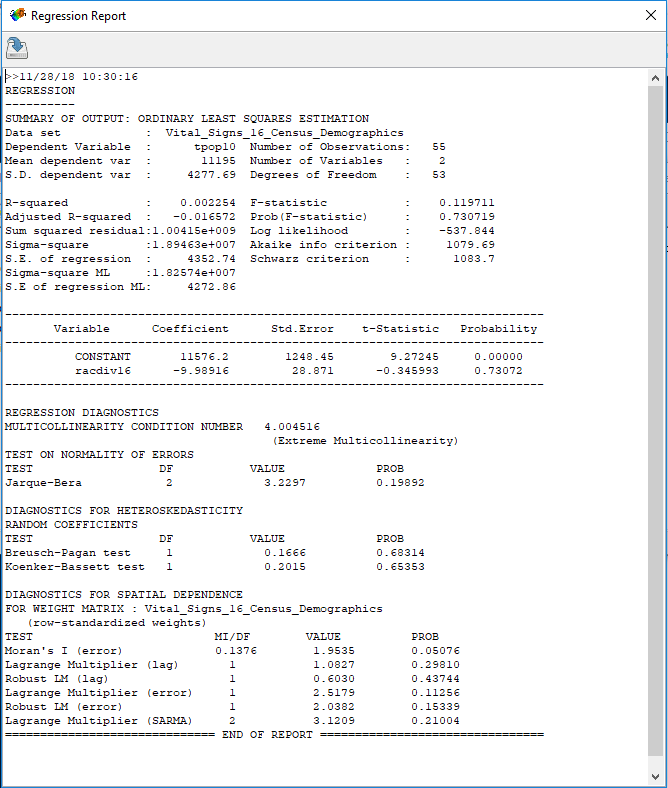 Regression Report
>>11/28/18 10:30:16
REGRESSION
----------
SUMMARY OF OUTPUT: ORDINARY LEAST SQUARES ESTIMATION
Data set            :  Vital_Signs_16_Census_Demographics
Dependent Variable  :      tpop10  Number of Observations:   55
Mean dependent var  :       11195  Number of Variables   :    2
S.D. dependent var  :     4277.69  Degrees of Freedom    :   53
R-squared           :    0.002254  F-statistic           :    0.119711
Adjusted R-squared  :   -0.016572  Prob(F-statistic)     :    0.730719
Sum squared residual:1.00415e+009  Log likelihood        :    -537.844
Sigma-square        :1.89463e+007  Akaike info criterion :     1079.69
S.E. of regression  :     4352.74  Schwarz criterion     :      1083.7
Sigma-square ML     :1.82574e+007
S.E of regression ML:     4272.86
-----------------------------------------------------------------------------
       Variable      Coefficient      Std.Error    t-Statistic   Probability
-----------------------------------------------------------------------------
          CONSTANT       11576.2        1248.45        9.27245     0.00000
          racdiv16      -9.98916         28.871      -0.345993     0.73072
-----------------------------------------------------------------------------
REGRESSION DIAGNOSTICS
MULTICOLLINEARITY CONDITION NUMBER   4.004516
                                      (Extreme Multicollinearity)
TEST ON NORMALITY OF ERRORS
TEST                  DF           VALUE             PROB
Jarque-Bera            2           3.2297          0.19892
DIAGNOSTICS FOR HETEROSKEDASTICITY
RANDOM COEFFICIENTS
TEST                  DF           VALUE             PROB
Breusch-Pagan test     1             0.1666          0.68314
Koenker-Bassett test   1             0.2015          0.65353
DIAGNOSTICS FOR SPATIAL DEPENDENCE
FOR WEIGHT MATRIX : Vital_Signs_16_Census_Demographics
   (row-standardized weights)
TEST                          MI/DF        VALUE          PROB
Moran's I (error)             0.1376        1.9535        0.05076
Lagrange Multiplier (lag)       1           1.0827        0.29810
Robust LM (lag)                 1           0.6030        0.43744
Lagrange Multiplier (error)     1           2.5179        0.11256
Robust LM (error)               1           2.0382        0.15339
Lagrange Multiplier (SARMA)     2           3.1209        0.21004
============================== END OF REPORT ================================